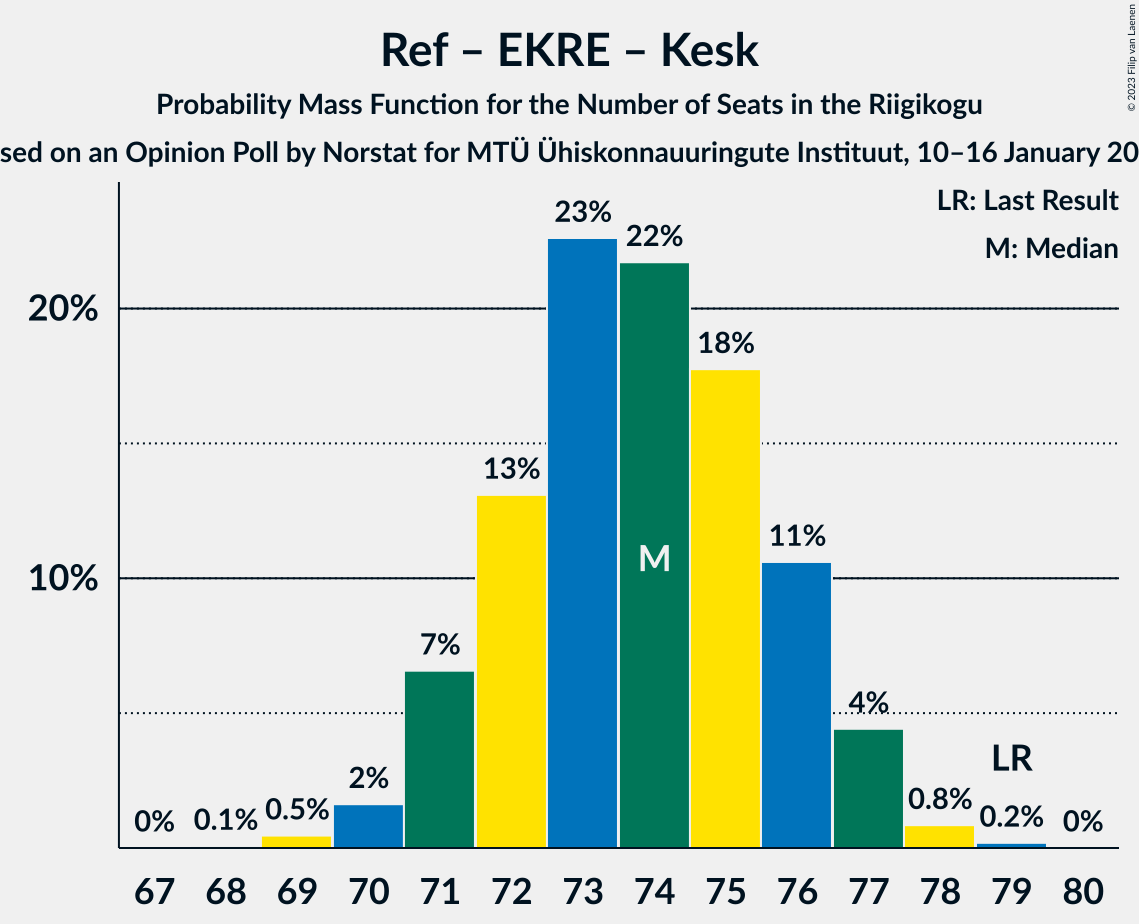 Ref – EKRE – Kesk
Probability Mass Function for the Number of Seats in the Riigikogu
sed on an Opinion Poll by Norstat for MTÜ Ühiskonnauuringute Instituut, 10–16 January 20
© 2023 Filip van Laenen
LR: Last Result
M: Median
23%
22%
20%
18%
13%
11%
M
10%
7%
4%
LR
2%
0.8%
0.5%
0.2%
0.1%
0%
0%
67 68 69 70 71 72 73 74 75 76 77 78 79 80